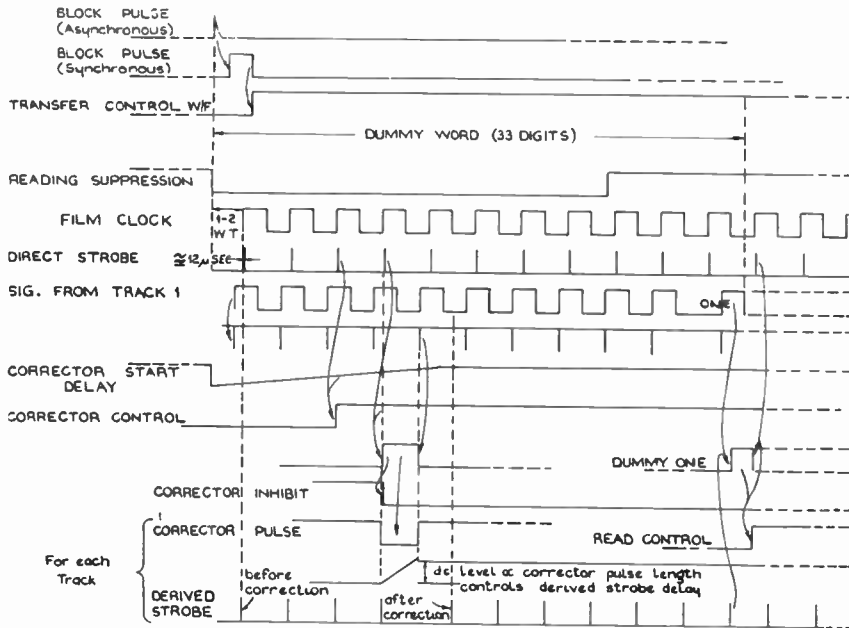 BLOCK PULSE
(Asynchronous)
BLOCK PULSE
(Synchronous)
TRANSFER CONTROL W/F
DUMMY WORD (33 DIGITS)
READING SUPPRESSION
FILM CLOCK
1-2
W T
DIRECT STROBE
≅12μSEC
SIG. FROM TRACK 1
ONE
CORRECTOR START
DELAY
CORRECTOR CONTROL
DUMMY ONE
CORRECTOR INHIBIT
CORRECTOR PULSE
READ CONTROL
For each
Track
before
correction
dc level ∝ corrector pulse length
controls derived strobe delay
DERIVED
STROBE
after
correction